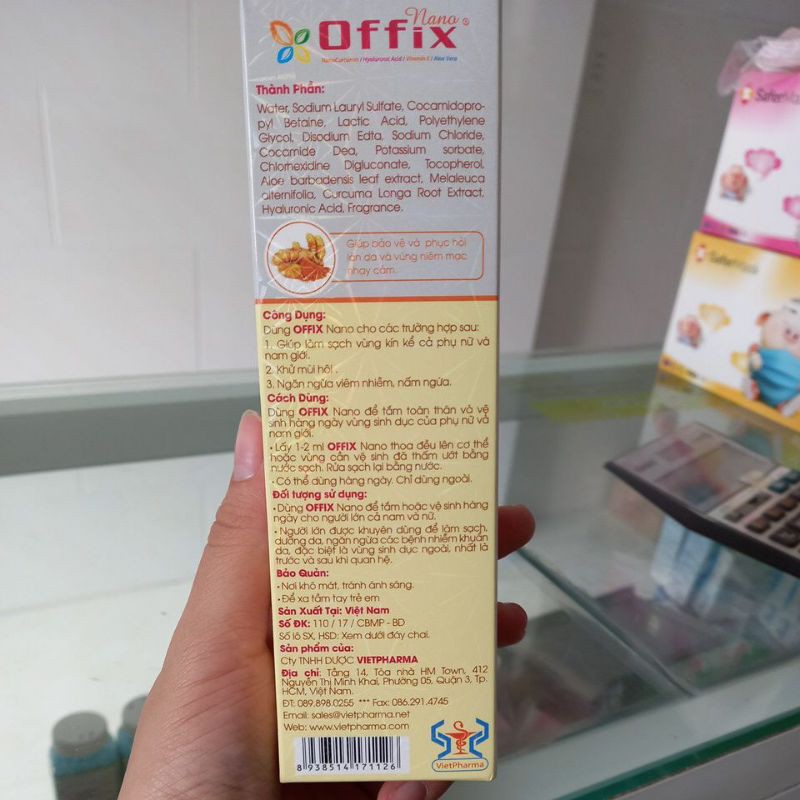 Nano
Offix®
NanoCurcumin / Hyaluronic Acid / Vitamin E / Aloe Vera
Thành Phần:
Water, Sodium Lauryl Sulfate, Cocamidopro-
pyl Betaine, Lactic Acid, Polyethylene
Glycol, Disodium Edta, Sodium Chloride,
Cocamide Dea, Potassium sorbate,
Chlorhexidine Digluconate, Tocopherol,
Aloe barbadensis leaf extract, Melaleuca
alternifolia, Curcuma Longa Root Extract,
Hyaluronic Acid, Fragrance.
Giúp bảo vệ và phục hồi
làn da và vùng niêm mạc
nhạy cảm.
Công Dụng:
Dùng OFFIX Nano cho các trường hợp sau:
1. Giúp làm sạch vùng kín kể cả phụ nữ và
nam giới.
2. Khử mùi hôi .
3. Ngăn ngừa viêm nhiễm, nấm ngứa.
Cách Dùng:
Dùng OFFIX Nano để tắm toàn thân và vệ
sinh hàng ngày vùng sinh dục của phụ nữ và
nam giới.
• Lấy 1-2 ml OFFIX Nano thoa đều lên cơ thể
hoặc vùng cần vệ sinh đã thấm ướt bằng
nước sạch. Rửa sạch lại bằng nước.
• Có thể dùng hàng ngày. Chỉ dùng ngoài.
Đối tượng sử dụng:
• Dùng OFFIX Nano để tắm hoặc vệ sinh hàng
ngày cho người lớn cả nam và nữ.
• Người lớn được khuyên dùng để làm sạch,
dưỡng da, ngăn ngừa các bệnh nhiễm khuẩn
da, đặc biệt là vùng sinh dục ngoài, nhất là
trước và sau khi quan hệ.
Bảo Quản:
• Nơi khô mát, tránh ánh sáng.
• Để xa tầm tay trẻ em
Sản Xuất Tại: Việt Nam
Số ĐK: 110 / 17 / CBMP - BD
Số lô SX, HSD: Xem dưới đáy chai.
Sản phẩm của:
Cty TNHH DƯỢC VIETPHARMA
Địa chỉ: Tầng 14, Tòa nhà HM Town, 412
Nguyễn Thị Minh Khai, Phường 05, Quận 3, Tp.
HCM, Việt Nam.
ĐT: 089.898.0255 *** Fax: 086.291.4745
Email: sales@vietpharma.net
Web: www.vietpharma.com
8 938514 171126
VietPharma